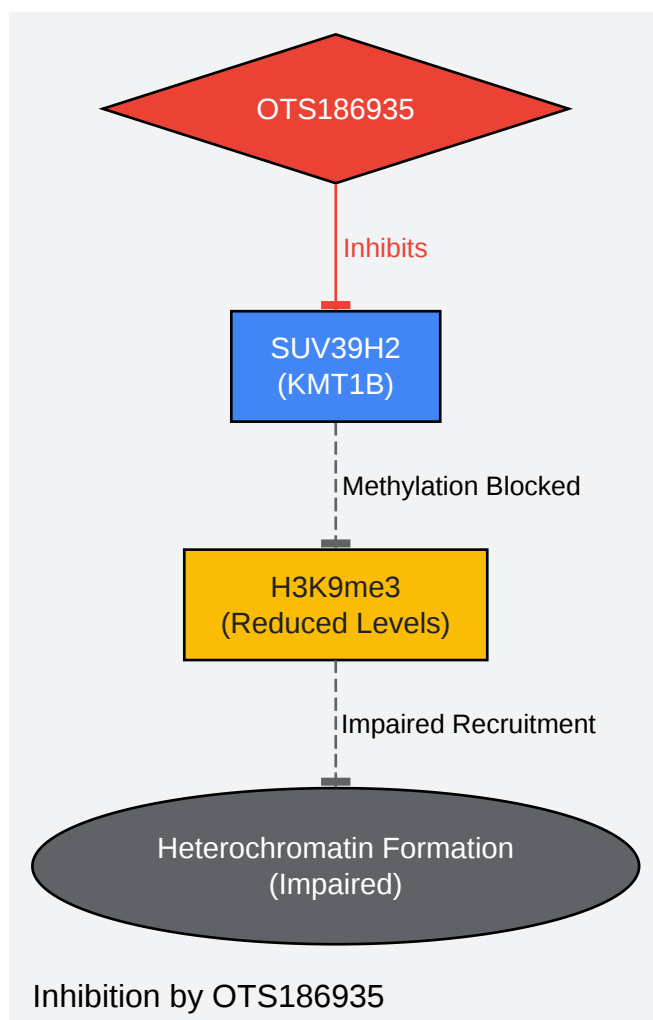 OTS186935
Inhibits
SUV39H2
(KMT1B)
Methylation Blocked
H3K9me3
(Reduced Levels)
Impaired Recruitment
Heterochromatin Formation
(Impaired)
Inhibition by OTS186935